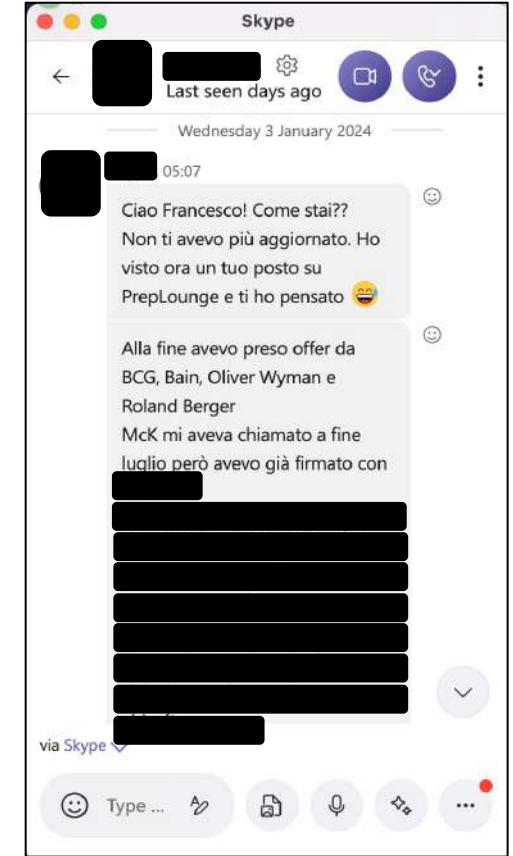 Skype
Last seen days ago
Wednesday 3 January 2024
05:07
Ciao Francesco! Come stai??
Non ti avevo più aggiornato. Ho
visto ora un tuo posto su
PrepLounge e ti ho pensato 😅
Alla fine avevo preso offer da
BCG, Bain, Oliver Wyman e
Roland Berger
McK mi aveva chiamato a fine
luglio però avevo già firmato con
via Skype
Type ...